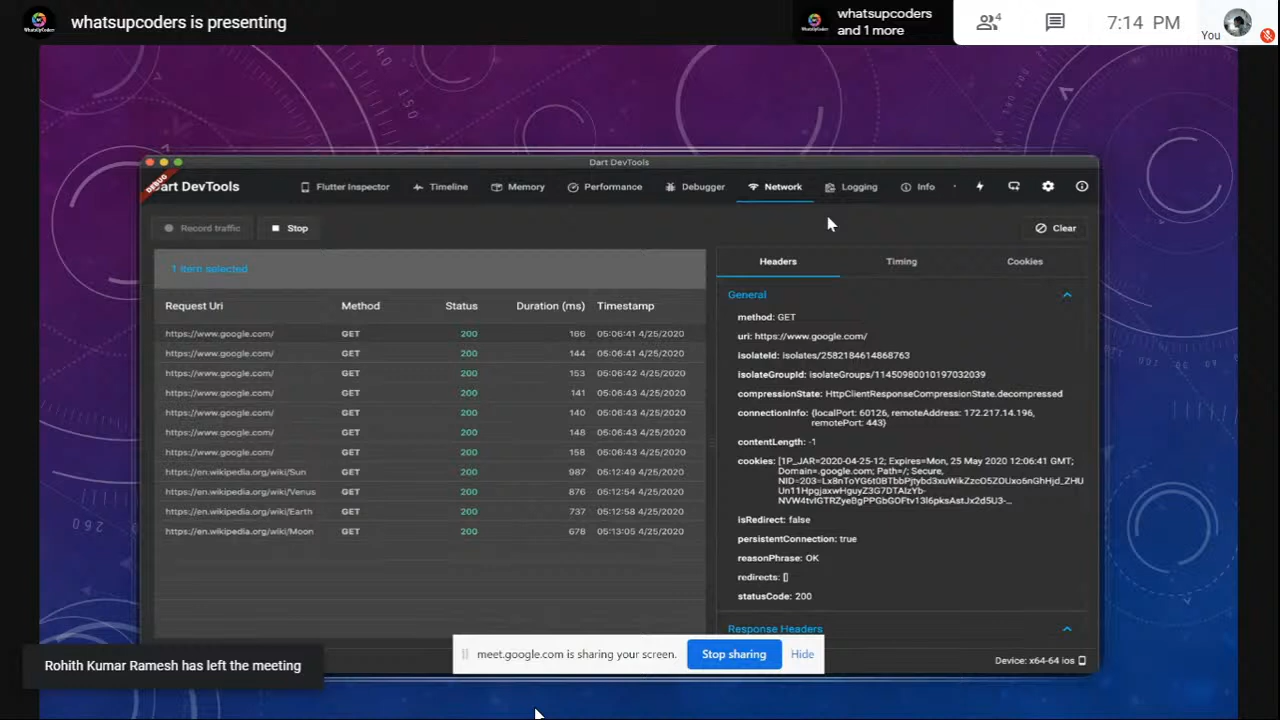 whatsupcoders is presenting
whatsupcoders
and 1 more
4
7:14 PM
You
Dart DevTools
DEBUG
Dart DevTools
Flutter Inspector
Timeline
Memory
Performance
Debugger
Network
Logging
Info
Record traffic
Stop
Clear
1 item selected
Headers
Timing
Cookies
Request Uri Method Status Duration (ms) Timestamp
https://www.google.com/ GET 200 166 05:06:41 4/25/2020
https://www.google.com/ GET 200 144 05:06:41 4/25/2020
https://www.google.com/ GET 200 153 05:06:42 4/25/2020
https://www.google.com/ GET 200 141 05:06:43 4/25/2020
https://www.google.com/ GET 200 140 05:06:43 4/25/2020
https://www.google.com/ GET 200 148 05:06:43 4/25/2020
https://www.google.com/ GET 200 158 05:06:43 4/25/2020
https://en.wikipedia.org/wiki/Sun GET 200 987 05:12:49 4/25/2020
https://en.wikipedia.org/wiki/Venus GET 200 876 05:12:54 4/25/2020
https://en.wikipedia.org/wiki/Earth GET 200 737 05:12:58 4/25/2020
https://en.wikipedia.org/wiki/Moon GET 200 678 05:13:05 4/25/2020
General
method: GET
uri: https://www.google.com/
isolateId: isolates/2582184614868763
isolateGroupId: isolateGroups/11450980010197032039
compressionState: HttpClientResponseCompressionState.decompressed
connectionInfo: {localPort: 60126, remoteAddress: 172.217.14.196,
remotePort: 443}
contentLength: -1
cookies: [1P_JAR=2020-04-25-12; Expires=Mon, 25 May 2020 12:06:41 GMT;
Domain=.google.com; Path=/; Secure,
isRedirect: false
persistentConnection: true
reasonPhrase: OK
redirects: []
statusCode: 200
Response Headers
Device: x64-64 ios
meet.google.com is sharing your screen.
Stop sharing
Hide
Rohith Kumar Ramesh has left the meeting